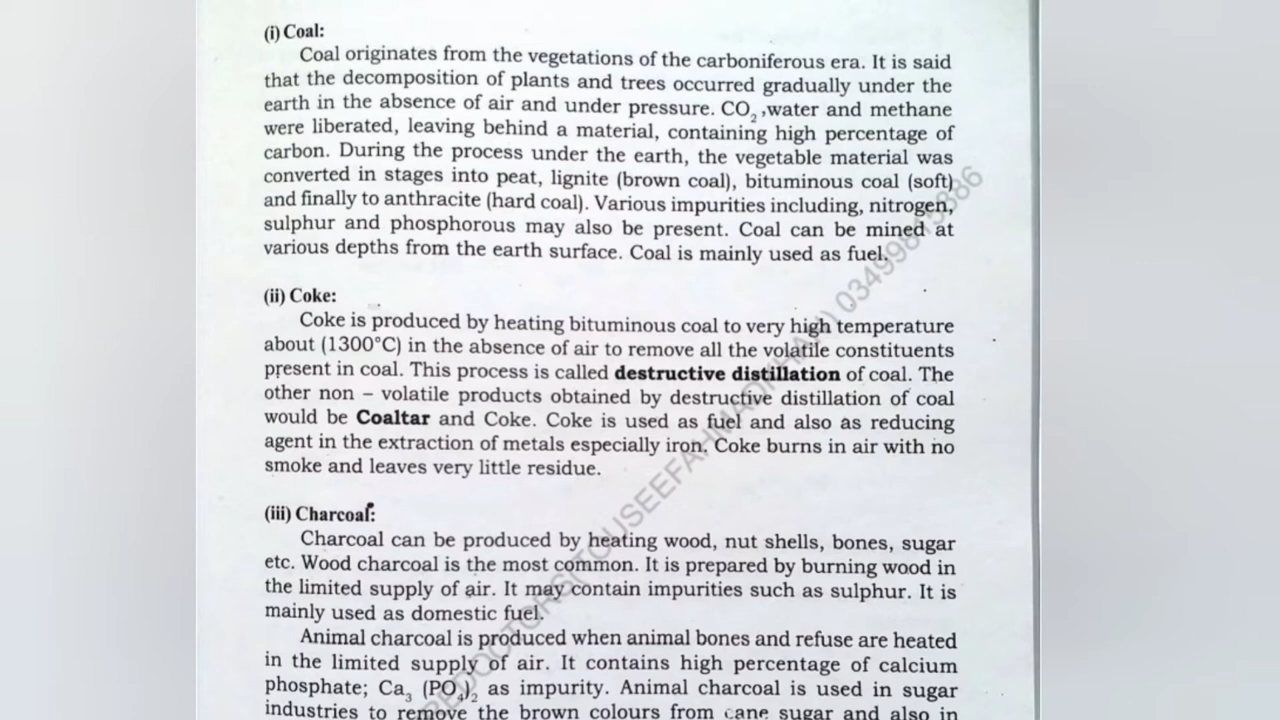 (i) Coal:
Coal originates from the vegetations of the carboniferous era. It is said
that the decomposition of plants and trees occurred gradually under the
earth in the absence of air and under pressure. CO₂ ,water and methane
were liberated, leaving behind a material, containing high percentage of
carbon. During the process under the earth, the vegetable material was
converted in stages into peat, lignite (brown coal), bituminous coal (soft)
and finally to anthracite (hard coal). Various impurities including, nitrogen,
sulphur and phosphorous may also be present. Coal can be mined at
various depths from the earth surface. Coal is mainly used as fuel.
(ii) Coke:
Coke is produced by heating bituminous coal to very high temperature
about (1300°C) in the absence of air to remove all the volatile constituents
present in coal. This process is called destructive distillation of coal. The
other non – volatile products obtained by destructive distillation of coal
would be Coaltar and Coke. Coke is used as fuel and also as reducing
agent in the extraction of metals especially iron. Coke burns in air with no
smoke and leaves very little residue.
(iii) Charcoal:
Charcoal can be produced by heating wood, nut shells, bones, sugar
etc. Wood charcoal is the most common. It is prepared by burning wood in
the limited supply of air. It may contain impurities such as sulphur. It is
mainly used as domestic fuel.
Animal charcoal is produced when animal bones and refuse are heated
in the limited supply of air. It contains high percentage of calcium
phosphate; Ca₃ (PO₄)₂ as impurity. Animal charcoal is used in sugar
industries to remove the brown colours from cane sugar and also in